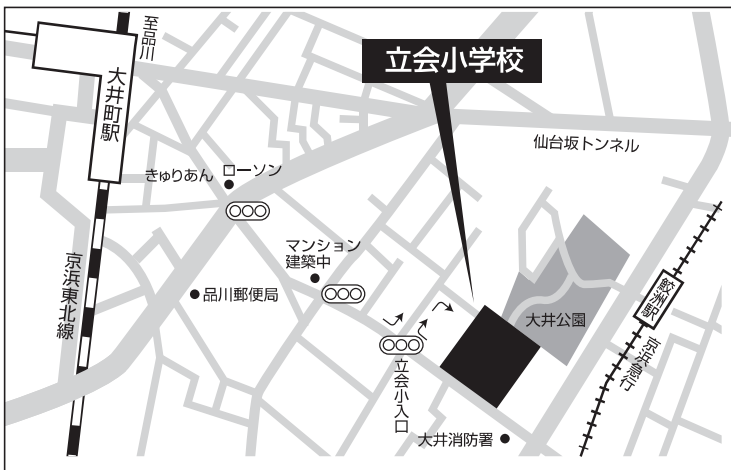 至品川
大井町駅
立会小学校
仙台坂トンネル
きゅりあん
ローソン
マンション
建築中
京浜東北線
品川郵便局
大井公園
鮫洲駅
京浜急行
立会小入口
大井消防署